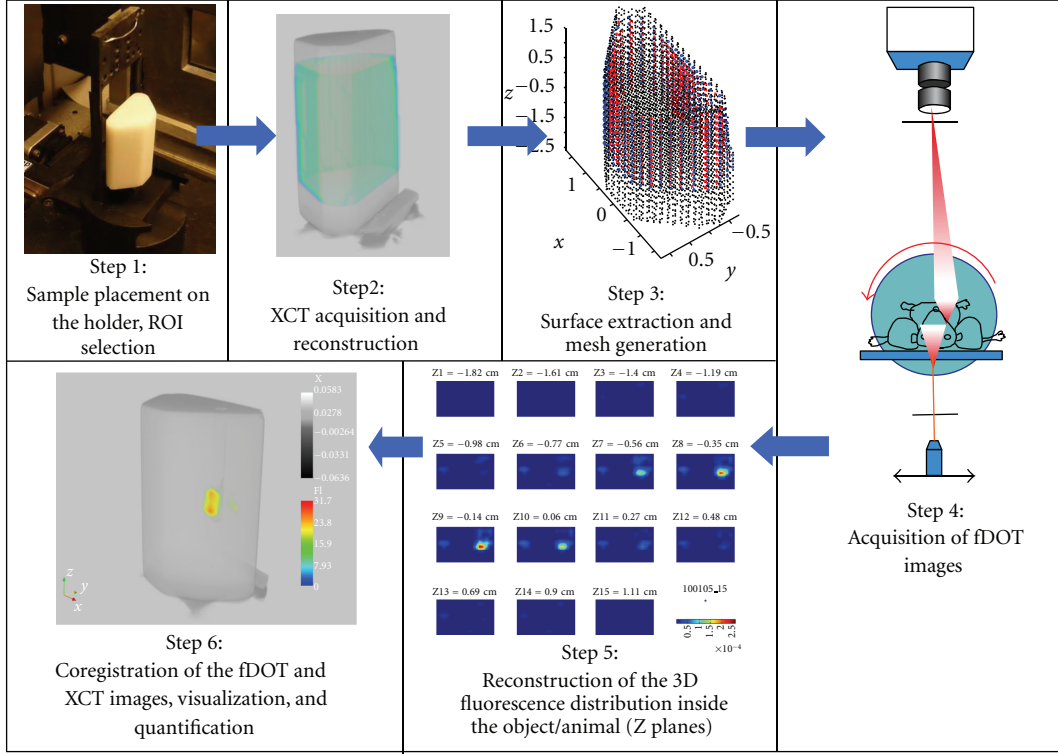 Step 1:
Sample placement on
the holder, ROI
selection
Step2:
XCT acquisition and
reconstruction
1.5
0.5
−0.5
z
−1.5
−2.5
1
0
−1
x
0.5
−0.5
y
Step 3:
Surface extraction and
mesh generation
Step 4:
Acquisition of fDOT
images
Z1 = −1.82 cm Z2 = −1.61 cm Z3 = −1.4 cm Z4 = −1.19 cm
Z5 = −0.98 cm Z6 = −0.77 cm Z7 = −0.56 cm Z8 = −0.35 cm
Z9 = −0.14 cm Z10 = 0.06 cm Z11 = 0.27 cm Z12 = 0.48 cm
Z13 = 0.69 cm Z14 = 0.9 cm Z15 = 1.11 cm
100105_15
0.5 1 1.5 2 2.5
×10−4
Step 5:
Reconstruction of the 3D
fluorescence distribution inside
the object/animal (Z planes)
X
0.0583
0.0278
−0.00264
−0.0331
−0.0636
Fl
31.7
23.8
15.9
7.93
0
z
y
x
Step 6:
Coregistration of the fDOT and
XCT images, visualization, and
quantification